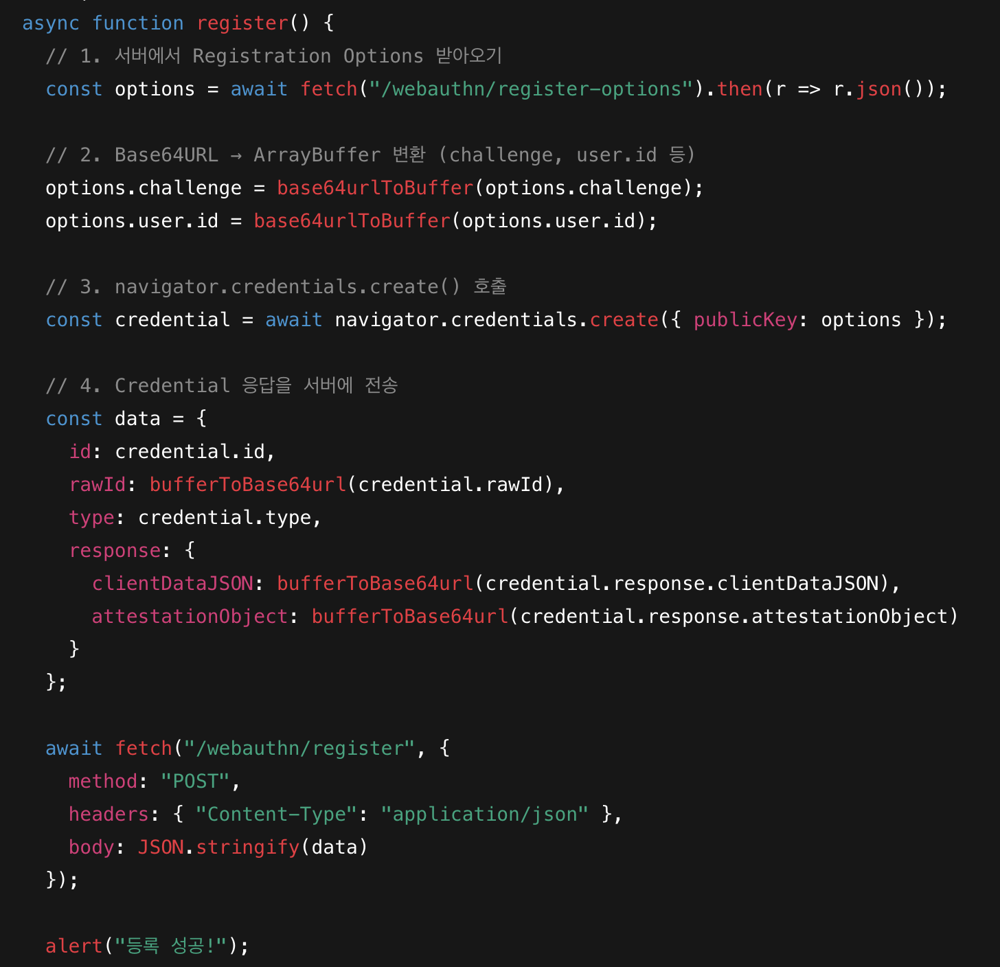 async function register() {
// 1. 서버에서 Registration Options 받아오기
const options = await fetch("/webauthn/register-options").then(r => r.json());
// 2. Base64URL → ArrayBuffer 변환 (challenge, user.id 등)
options.challenge = base64urlToBuffer(options.challenge);
options.user.id = base64urlToBuffer(options.user.id);
// 3. navigator.credentials.create() 호출
const credential = await navigator.credentials.create({ publicKey: options });
// 4. Credential 응답을 서버에 전송
const data = {
id: credential.id,
rawId: bufferToBase64url(credential.rawId),
type: credential.type,
response: {
clientDataJSON: bufferToBase64url(credential.response.clientDataJSON),
attestationObject: bufferToBase64url(credential.response.attestationObject)
}
};
await fetch("/webauthn/register", {
method: "POST",
headers: { "Content-Type": "application/json" },
body: JSON.stringify(data)
});
alert("등록 성공!");